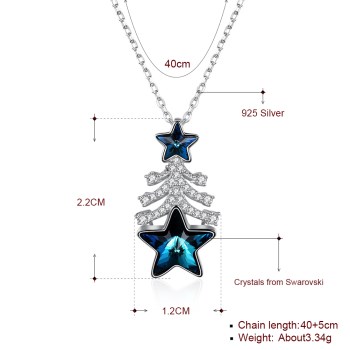 40cm
925 Silver
2.2CM
Crystals from Swarovski
1.2CM
Chain length:40+5cm
Weight: About3.34g